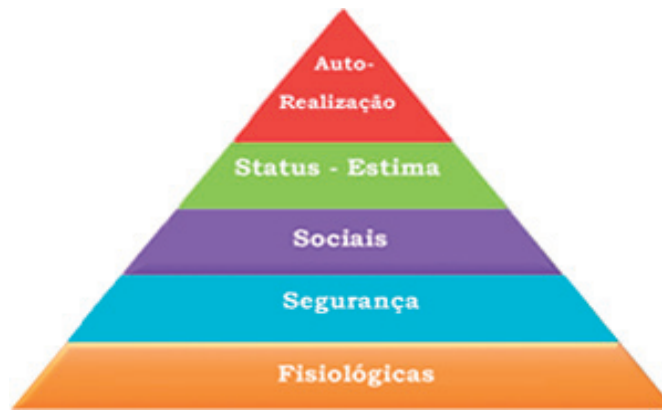 Auto-
Realização
Status - Estima
Sociais
Segurança
Fisiológicas